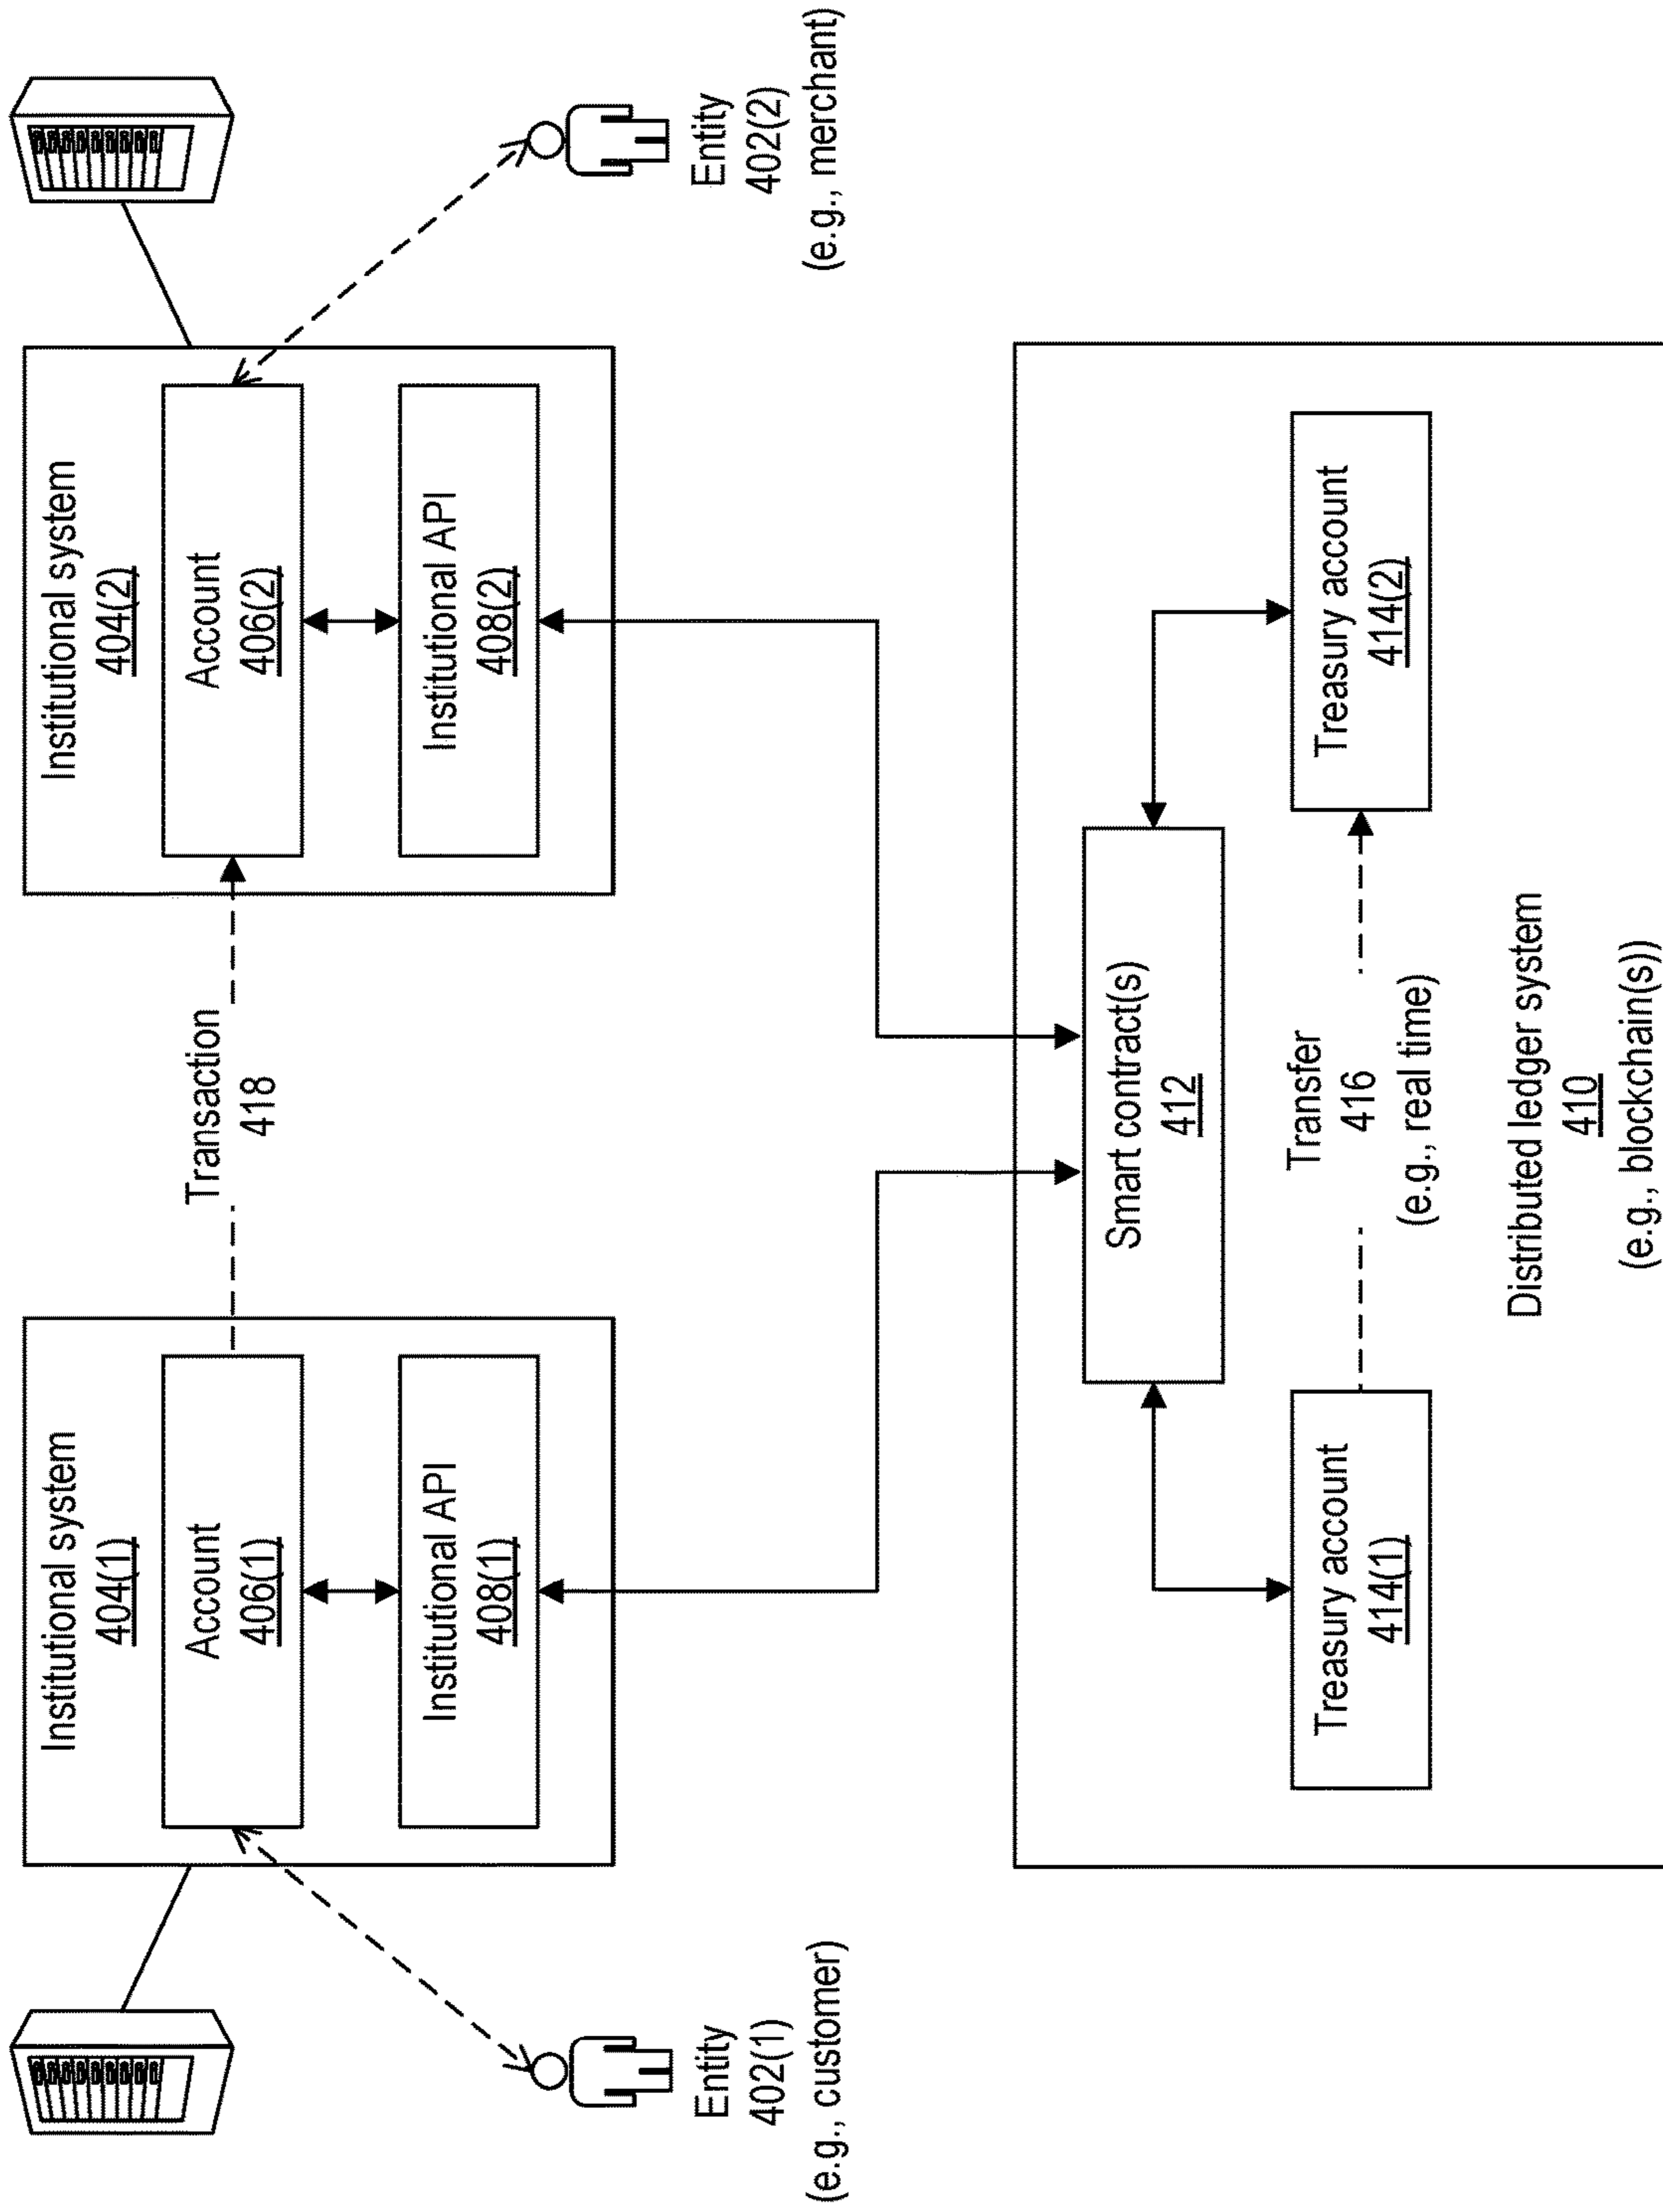 Institutional system
404(1)
Account
406(1)
Institutional API
408(1)
Transaction
418
Institutional system
404(2)
Account
406(2)
Institutional API
408(2)
Entity
402(1)
(e.g., customer)
Entity
402(2)
(e.g., merchant)
Smart contract(s)
412
Treasury account
414(1)
Transfer
416
(e.g., real time)
Treasury account
414(2)
Distributed ledger system
410
(e.g., blockchain(s))